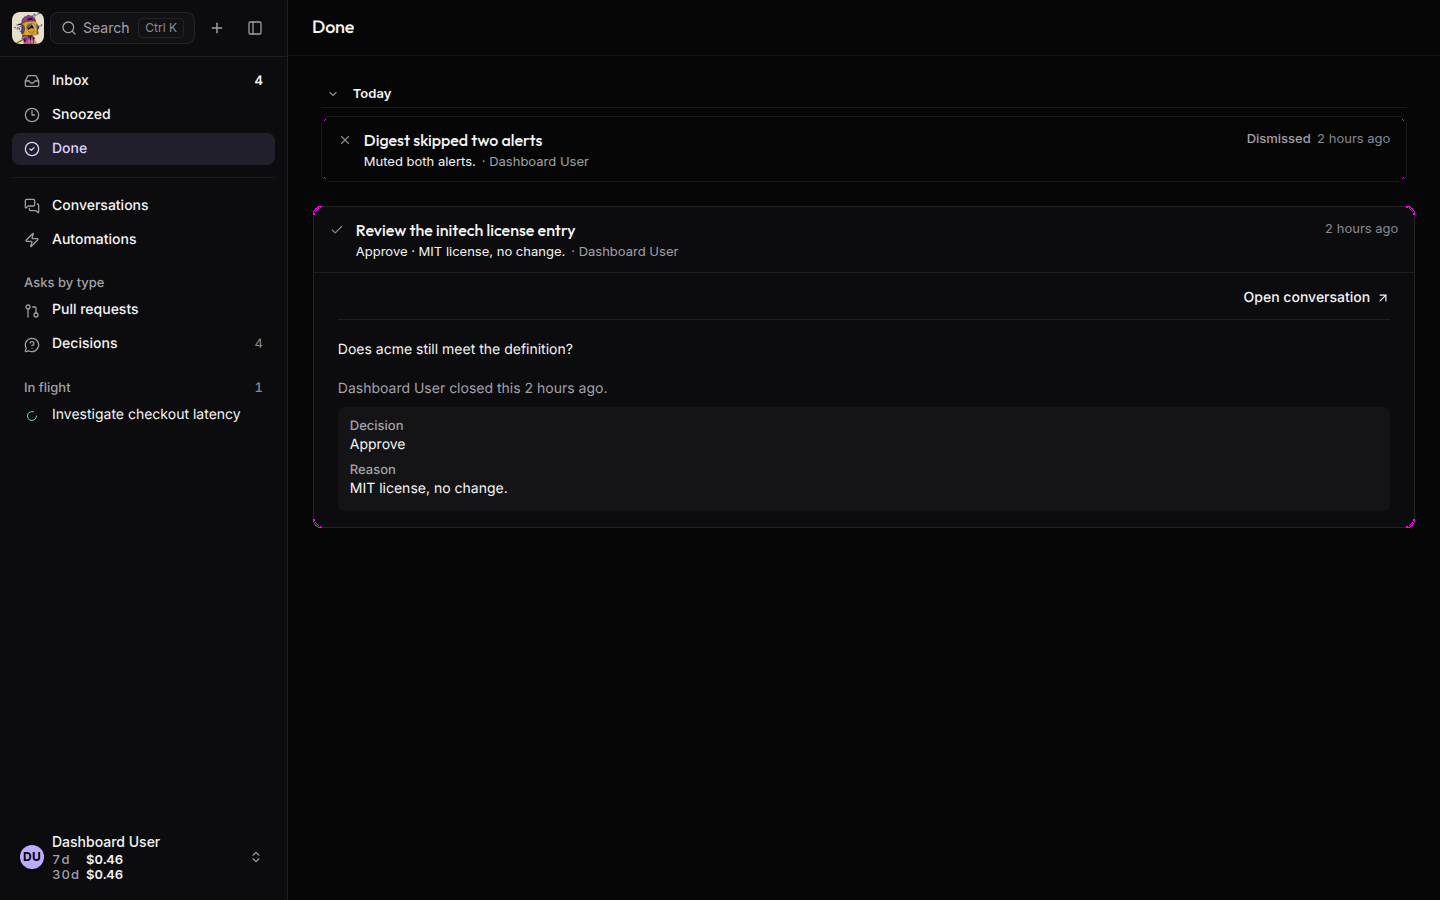 Search Ctrl K
Inbox 4
Snoozed
Done
Conversations
Automations
Asks by type
Pull requests
Decisions 4
In flight 1
Investigate checkout latency
DU Dashboard User
7d $0.46
30d $0.46
Done
Today
Digest skipped two alerts Dismissed 2 hours ago
Muted both alerts. · Dashboard User
Review the initech license entry 2 hours ago
Approve · MIT license, no change. · Dashboard User
Open conversation
Does acme still meet the definition?
Dashboard User closed this 2 hours ago.
Decision
Approve
Reason
MIT license, no change.